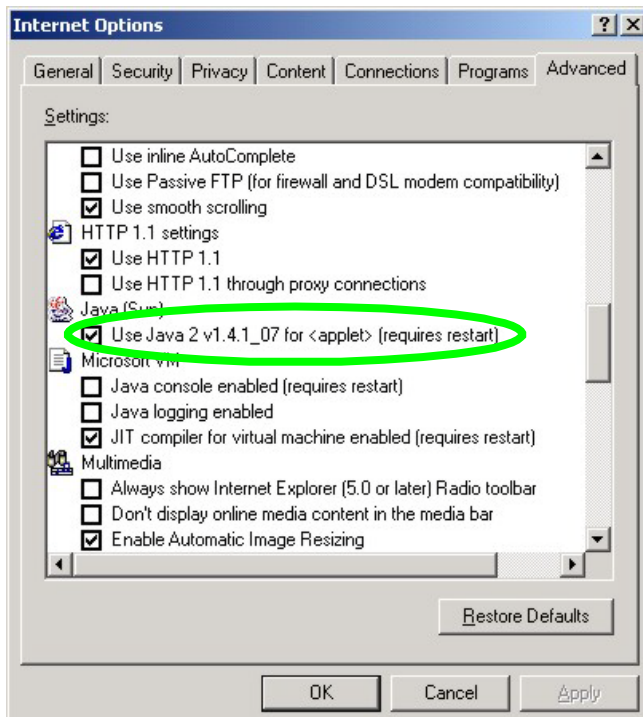 Internet Options
General Security Privacy Content Connections Programs Advanced
Settings:
Use inline AutoComplete
Use Passive FTP (for firewall and DSL modem compatibility)
Use smooth scrolling
HTTP 1.1 settings
Use HTTP 1.1
Use HTTP 1.1 through proxy connections
Java (Sun)
Use Java 2 v1.4.1_07 for <applet> (requires restart)
Microsoft VM
Java console enabled (requires restart)
Java logging enabled
JIT compiler for virtual machine enabled (requires restart)
Multimedia
Always show Internet Explorer (5.0 or later) Radio toolbar
Don't display online media content in the media bar
Enable Automatic Image Resizing
Restore Defaults
OK Cancel Apply